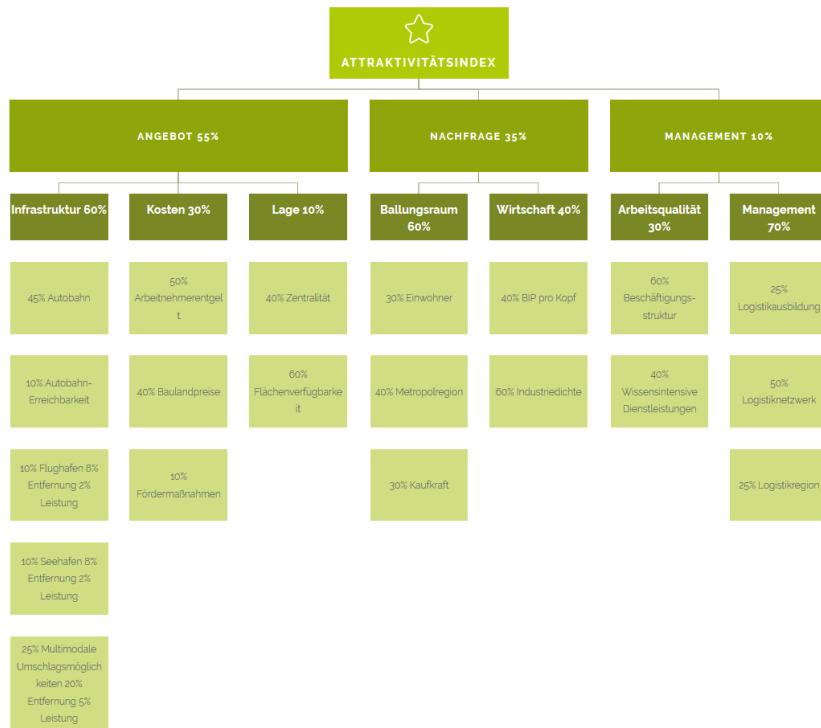 ATTRAKTIVITÄTSINDEX
ANGEBOT 55%
NACHFRAGE 35%
MANAGEMENT 10%
Infrastruktur 60%
Kosten 30%
Lage 10%
Ballungsraum
60%
Wirtschaft 40%
Arbeitsqualität
30%
Management
70%
45% Autobahn
50%
Arbeitnehmerentgel
t
40% Zentralität
30% Einwohner
40% BIP pro Kopf
60%
Beschäftigungs-
struktur
25%
Logistikausbildung
10% Autobahn-
Erreichbarkeit
40% Baulandpreise
60%
Flächenverfügbarke
it
40% Metropolregion
60% Industriedichte
40%
Wissensintensive
Dienstleistungen
50%
Logistiknetzwerk
10% Flughafen 8%
Entfernung 2%
Leistung
10%
Fördermaßnahmen
30% Kaufkraft
25% Logistikregion
10% Seehafen 8%
Entfernung 2%
Leistung
25% Multimodale
Umschlagsmöglich
keiten 20%
Entfernung 5%
Leistung